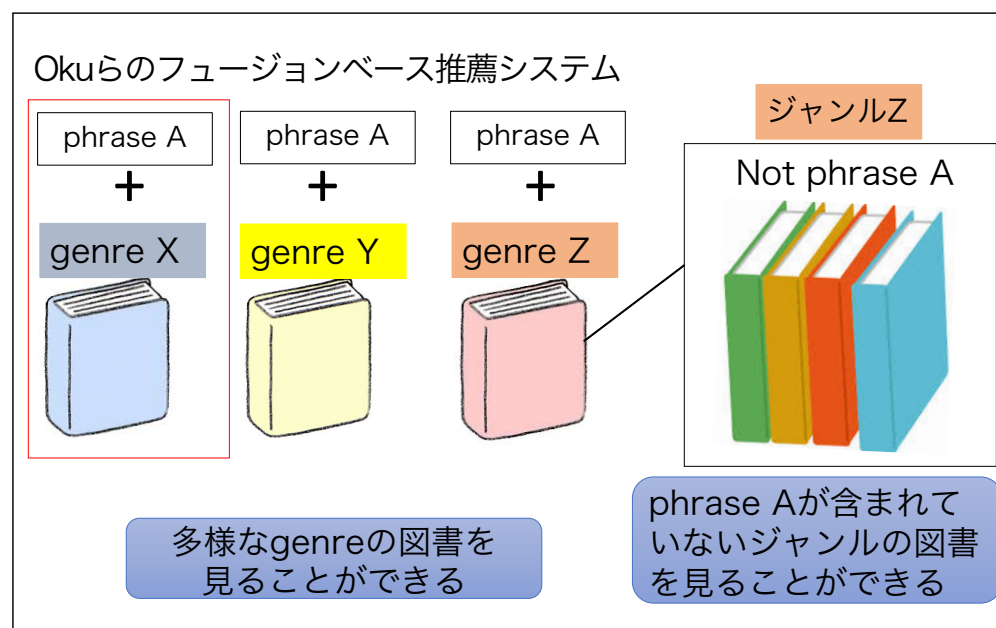 Okuらのフュージョンベース推薦システム
phrase A
phrase A
phrase A
+
+
+
genre X
genre Y
genre Z
ジャンルZ
Not phrase A
多様なgenreの図書を
見ることができる
phrase Aが含まれて
いないジャンルの図書
を見ることができる